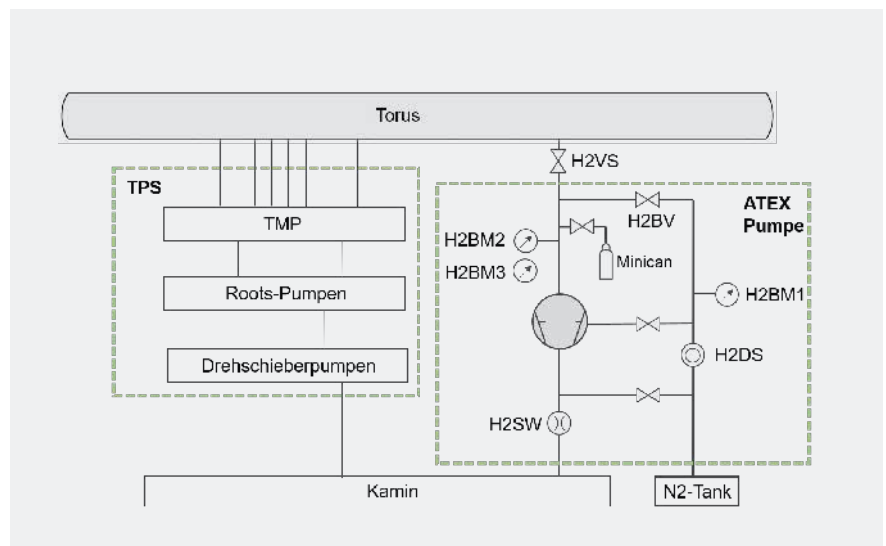 Torus
H2VS
TPS
ATEX
Pumpe
TMP
H2BV
H2BM2
Minican
H2BM3
Roots-Pumpen
H2BM1
H2DS
Drehschieberpumpen
H2SW
Kamin
N2-Tank